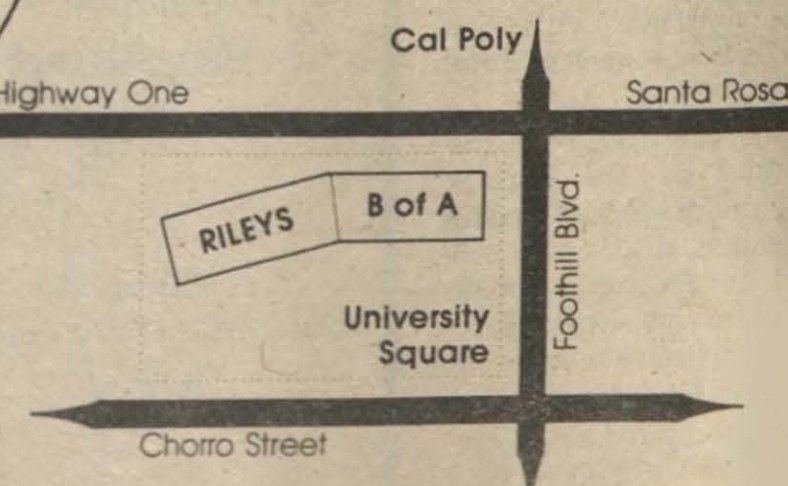 Cal Poly
Highway One
Santa Rosa
RILEYS
B of A
Foothill Blvd.
University
Square
Chorro Street